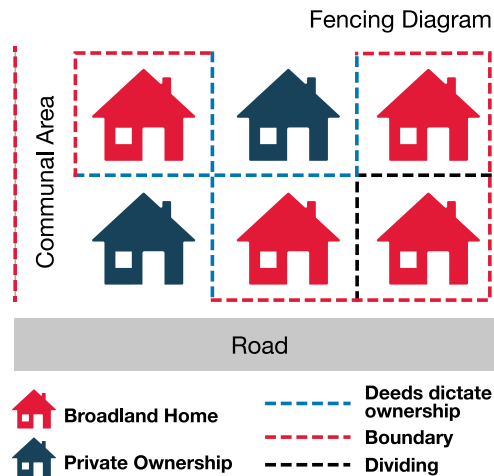 Fencing Diagram
Communal Area
Road
Broadland Home
Private Ownership
Deeds dictate
ownership
Boundary
Dividing